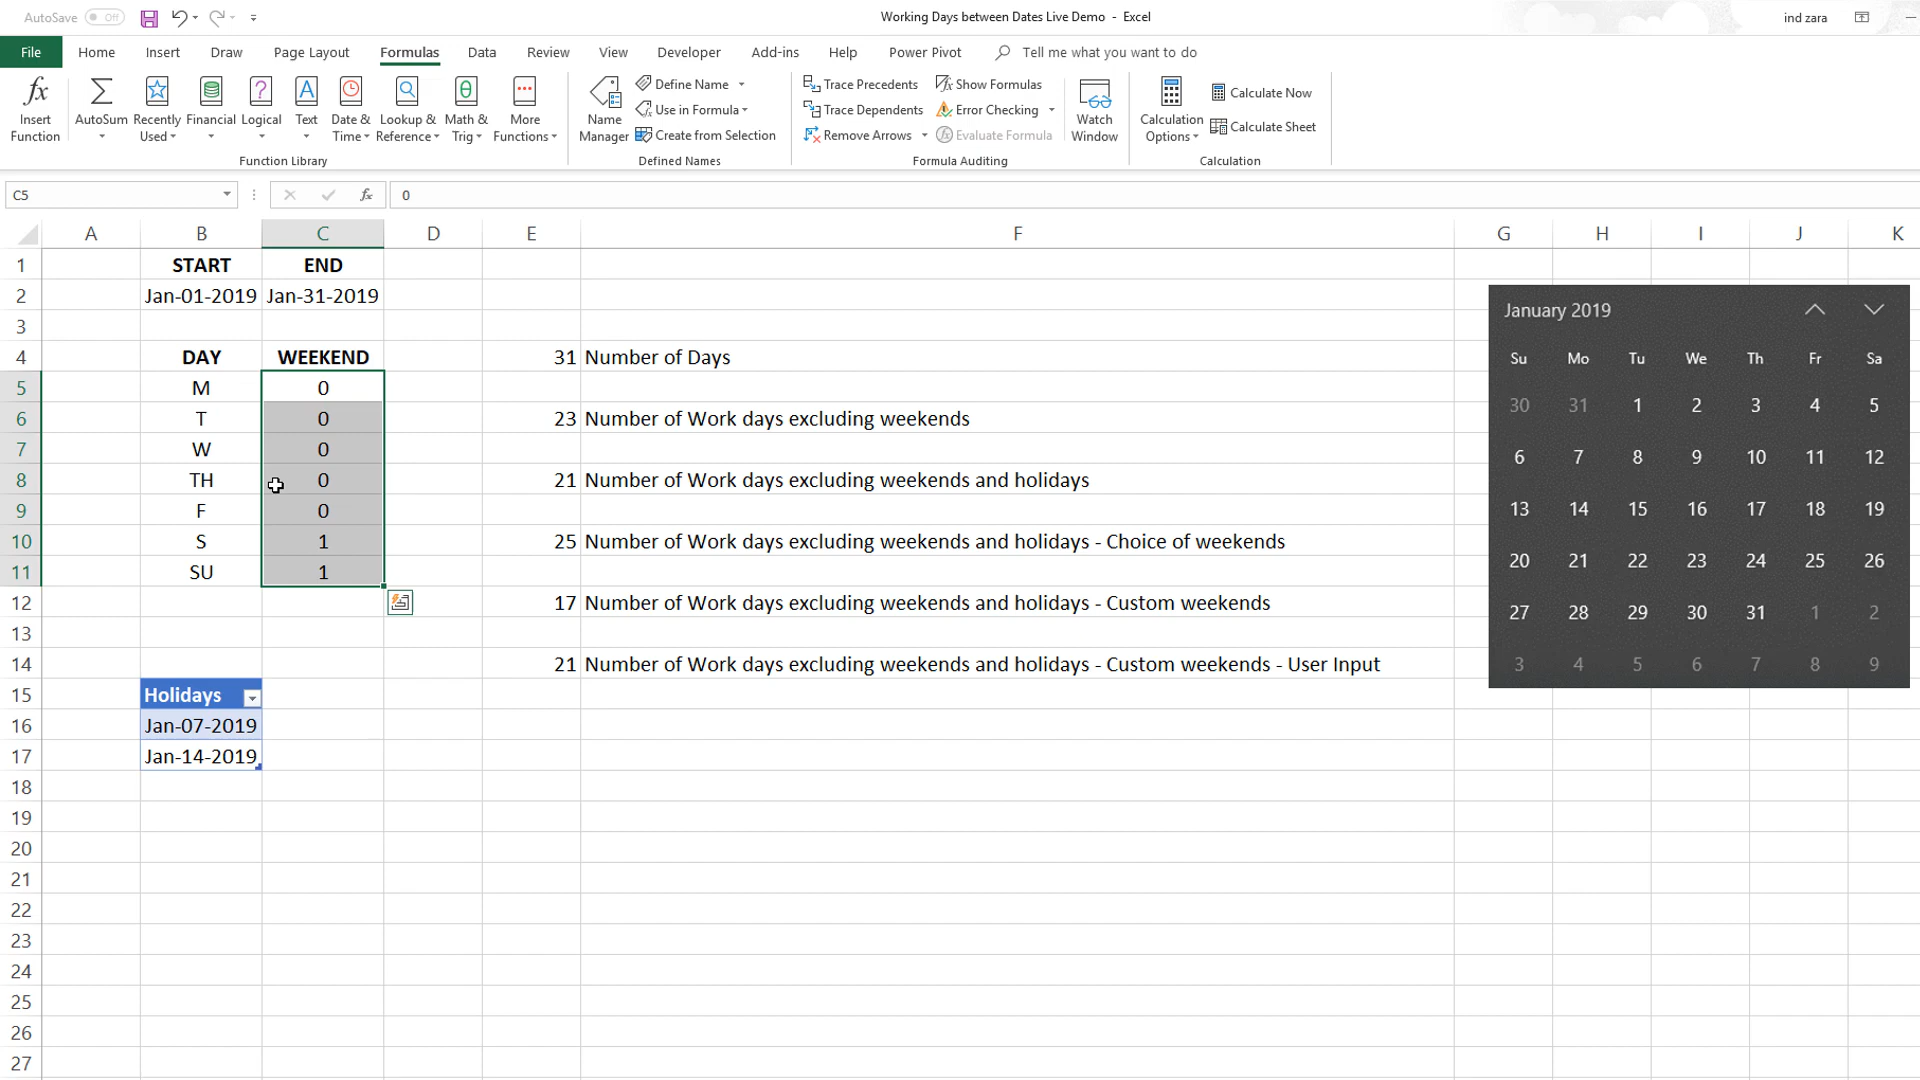 AutoSave Off Working Days between Dates Live Demo - Excel ind zara
File Home Insert Draw Page Layout Formulas Data Review View Developer Add-ins Help Power Pivot Tell me what you want to do
fx Insert Function
Σ AutoSum
Recently Used
Financial
Logical
A Text
Date & Time
Lookup & Reference
θ Math & Trig
More Functions
Function Library
Name Manager
Define Name
Use in Formula
Create from Selection
Defined Names
Trace Precedents
Trace Dependents
Remove Arrows
Show Formulas
Error Checking
Evaluate Formula
Formula Auditing
Watch Window
Calculation Options
Calculate Now
Calculate Sheet
Calculation
C5 fx 0
A B C D E F G H I J K
1 START END
2 Jan-01-2019 Jan-31-2019
3
4 DAY WEEKEND 31 Number of Days
5 M 0
6 T 0 23 Number of Work days excluding weekends
7 W 0
8 TH 0 21 Number of Work days excluding weekends and holidays
9 F 0
10 S 1 25 Number of Work days excluding weekends and holidays - Choice of weekends
11 SU 1
12 17 Number of Work days excluding weekends and holidays - Custom weekends
13
14 21 Number of Work days excluding weekends and holidays - Custom weekends - User Input
15 Holidays
16 Jan-07-2019
17 Jan-14-2019
18
19
20
21
22
23
24
25
26
27
January 2019
Su Mo Tu We Th Fr Sa
30 31 1 2 3 4 5
6 7 8 9 10 11 12
13 14 15 16 17 18 19
20 21 22 23 24 25 26
27 28 29 30 31 1 2
3 4 5 6 7 8 9